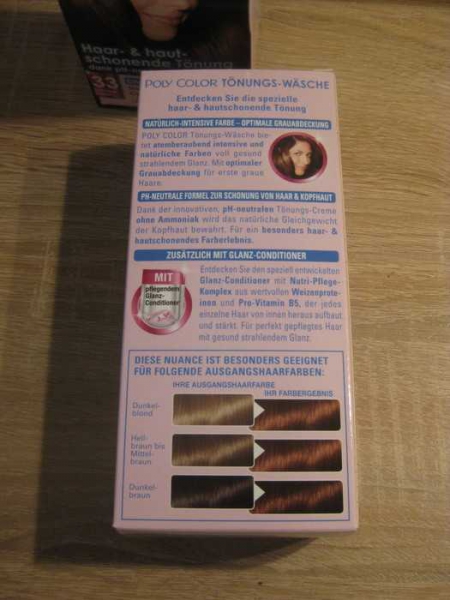 Haar- & haut-
schonende Tönung
33
POLY COLOR TÖNUNGS-WÄSCHE
Entdecken Sie die spezielle
haar- & hautschonende Tönung
NATÜRLICH-INTENSIVE FARBE – OPTIMALE GRAUABDECKUNG
POLY COLOR Tönungs-Wäsche bie-
tet atemberaubend intensive und
natürliche Farben voll gesund
strahlendem Glanz. Mit optimaler
Grauabdeckung für erste graue
Haare.
PH-NEUTRALE FORMEL ZUR SCHONUNG VON HAAR & KOPFHAUT
Dank der innovativen, pH-neutralen Tönungs-Creme
ohne Ammoniak wird das natürliche Gleichgewicht
der Kopfhaut bewahrt. Für ein besonders haar- &
hautschonendes Farberlebnis.
ZUSÄTZLICH MIT GLANZ-CONDITIONER
MIT
pflegendem
Glanz-
Conditioner
Entdecken Sie den speziell entwickelten
Glanz-Conditioner mit Nutri-Pflege-
Komplex aus wertvollen Weizenprote-
inen und Pro-Vitamin B5, der jedes
einzelne Haar von innen heraus aufbaut
und stärkt. Für perfekt gepflegtes Haar
mit gesund strahlendem Glanz.
DIESE NUANCE IST BESONDERS GEEIGNET
FÜR FOLGENDE AUSGANGSHAARFARBEN:
IHRE AUSGANGSHAARFARBE
IHR FARBERGEBNIS
Dunkel-
blond
Hell-
braun bis
Mittel-
braun
Dunkel-
braun